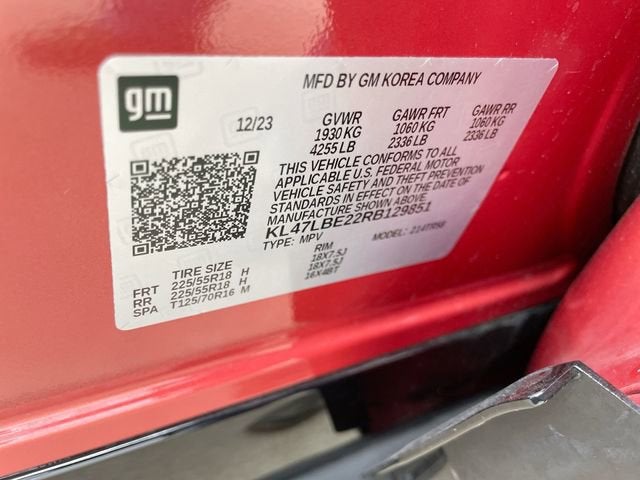 gm
MFD BY GM KOREA COMPANY
12/23
GVWR GAWR FRT GAWR RR
1930 KG 1060 KG 1060 KG
4255 LB 2336 LB 2336 LB
THIS VEHICLE CONFORMS TO ALL
APPLICABLE U.S. FEDERAL MOTOR
VEHICLE SAFETY AND THEFT PREVENTION
STANDARDS IN EFFECT ON THE DATE OF
MANUFACTURE SHOWN ABOVE.
KL47LBE22RB129851
TYPE: MPV MODEL: 214TR58
TIRE SIZE RIM
FRT 225/55R18 H 18X7.5J
RR 225/55R18 H 18X7.5J
SPA T125/70R16 M 16X4BT